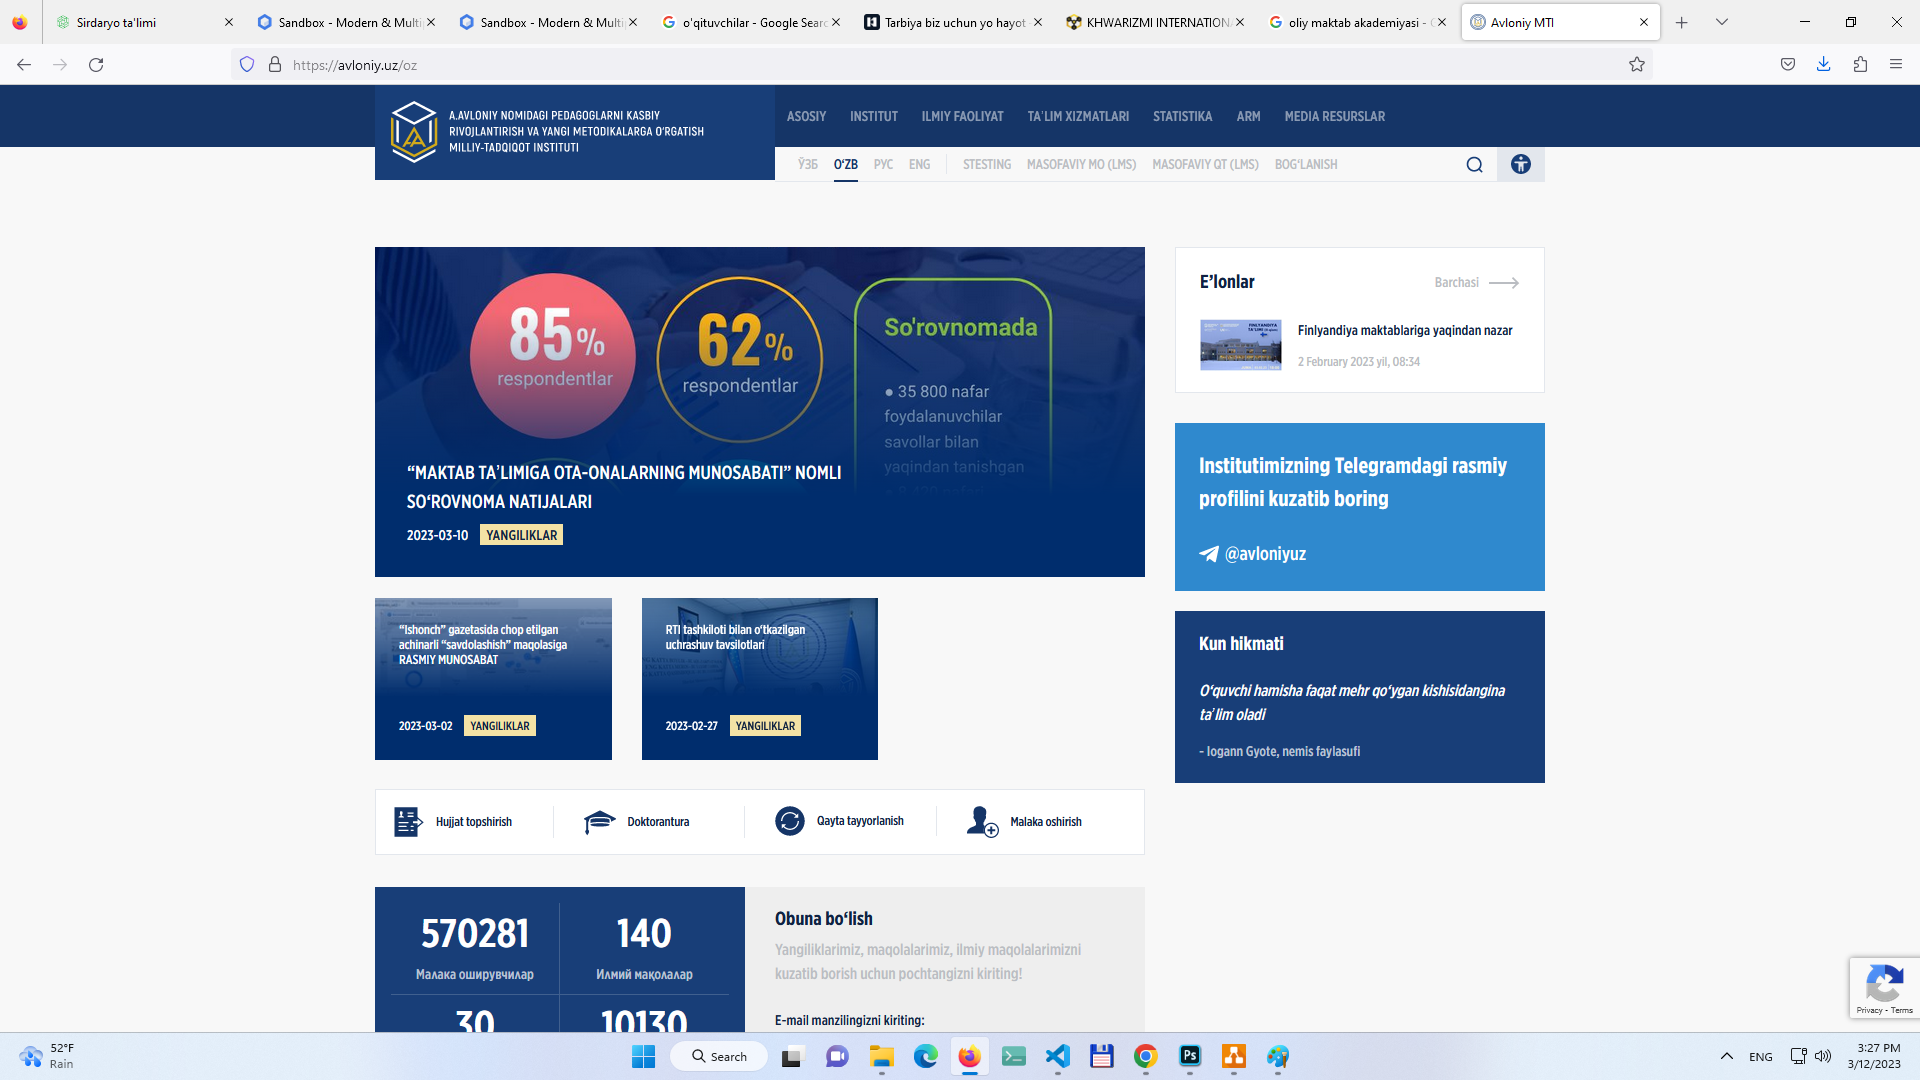 Sirdaryo ta'limi
Sandbox - Modern & Multip
Sandbox - Modern & Multip
o'qituvchilar - Google Sear
Tarbiya biz uchun yo hayot -
KHWARIZMI INTERNATION
oliy maktab akademiyasi - G
Avloniy MTI
https://avloniy.uz/oz
A.AVLONIY NOMIDAGI PEDAGOGLARNI KASBIY
RIVOJLANTIRISH VA YANGI METODIKALARGA O‘RGATISH
MILLIY-TADQIQOT INSTITUTI
ASOSIY INSTITUT ILMIY FAOLIYAT TAʼLIM XIZMATLARI STATISTIKA ARM MEDIA RESURSLAR
ЎЗБ O‘ZB РУС ENG STESTING MASOFAVIY MO (LMS) MASOFAVIY QT (LMS) BOG‘LANISH
85%
respondentlar
62%
respondentlar
So'rovnomada
● 35 800 nafar
foydalanuvchilar
savollar bilan
yaqindan tanishgan
“MAKTAB TA’LIMIGA OTA-ONALARNING MUNOSABATI” NOMLI
SO‘ROVNOMA NATIJALARI
2023-03-10 YANGILIKLAR
“Ishonch” gazetasida chop etilgan
achinarli “savdolashish” maqolasiga
RASMIY MUNOSABAT
2023-03-02 YANGILIKLAR
RTI tashkiloti bilan o‘tkazilgan
uchrashuv tavsilotlari
2023-02-27 YANGILIKLAR
E’lonlar
Barchasi
Finlyandiya maktablariga yaqindan nazar
2 February 2023 yil, 08:34
FINLYANDIYA
TA'LIMI
Institutimizning Telegramdagi rasmiy
profilini kuzatib boring
@avloniyuz
Kun hikmati
O‘quvchi hamisha faqat mehr qo‘ygan kishisidangina
ta’lim oladi
- Iogann Gyote, nemis faylasufi
Hujjat topshirish
Doktorantura
Qayta tayyorlanish
Malaka oshirish
570281
Малака оширувчилар
140
Илмий мақолалар
30
10130
Obuna bo‘lish
Yangiliklarimiz, maqolalarimiz, ilmiy maqolalarimizni
kuzatib borish uchun pochtangizni kiriting!
E-mail manzilingizni kiriting:
Privacy - Terms
52°F
Rain
Search
Ps
ENG
3:27 PM
3/12/2023